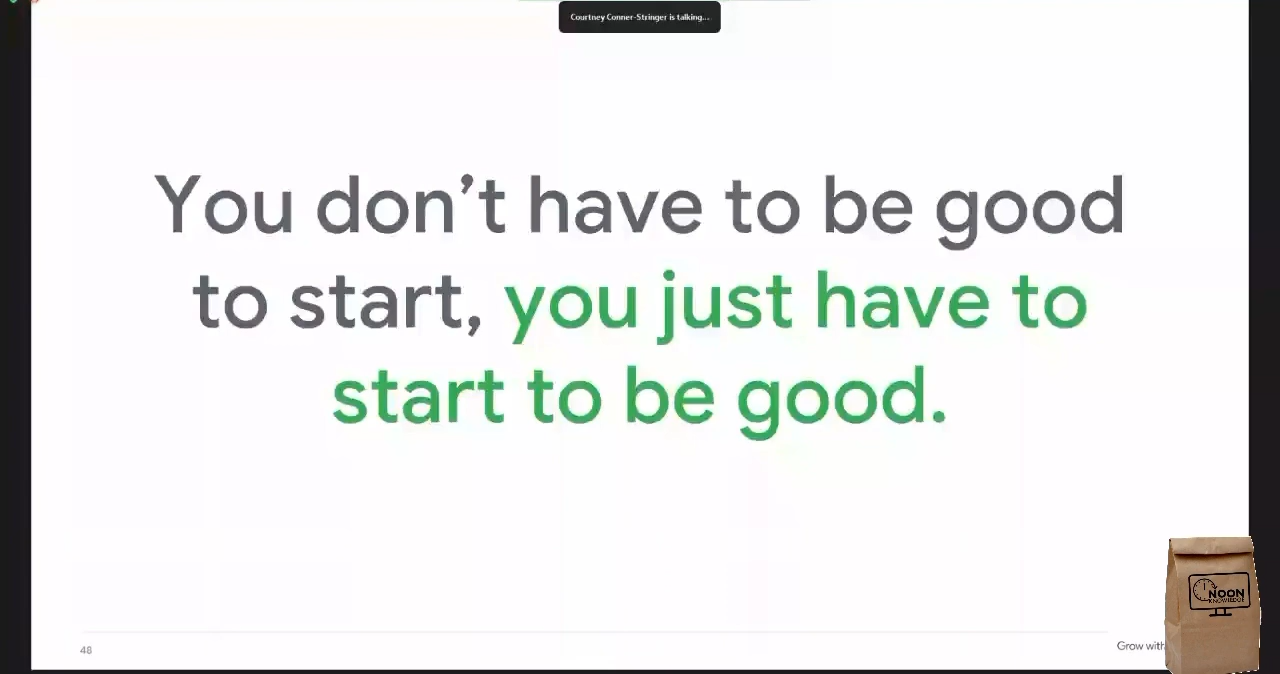 Courtney Conner-Stringer is talking...
You don’t have to be good
to start, you just have to
start to be good.
NOON
KNOWLEDGE
48
Grow with